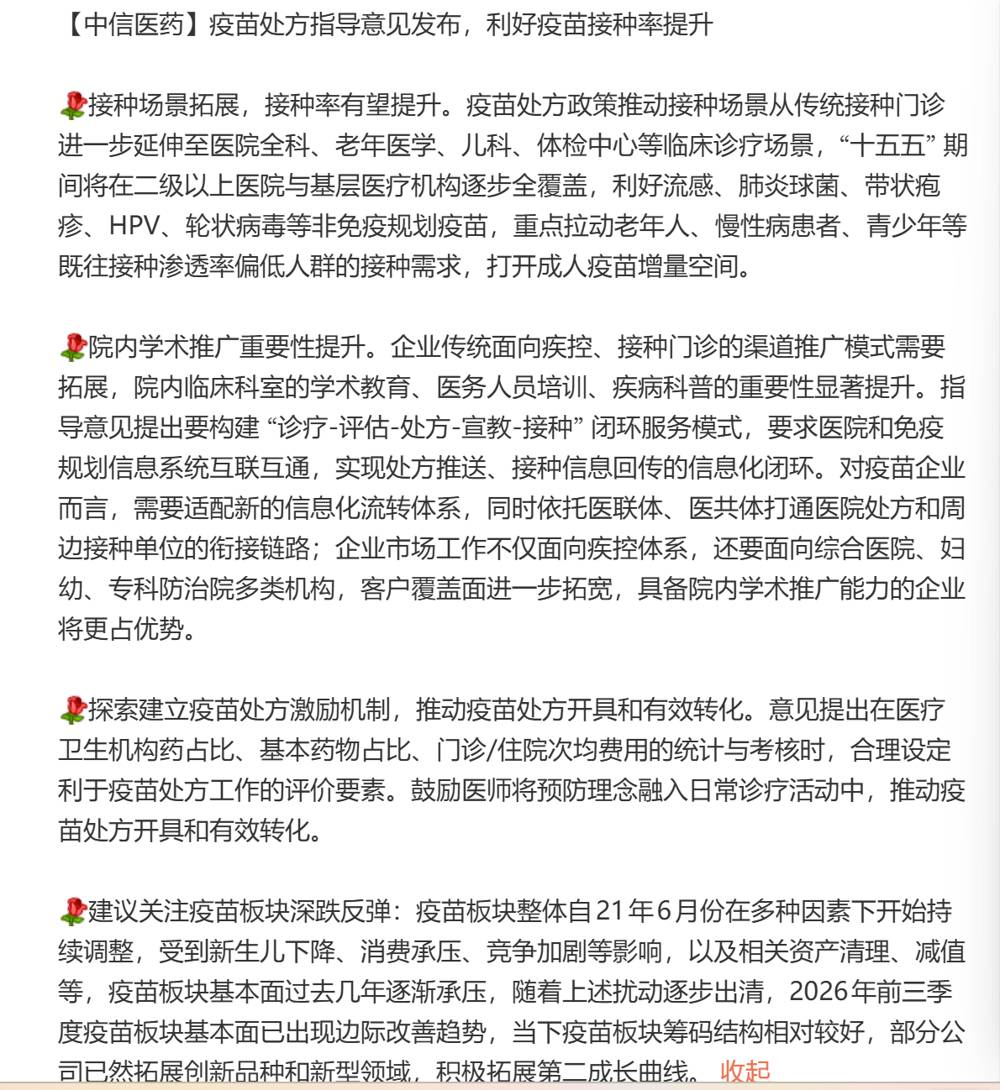 【中信医药】疫苗处方指导意见发布，利好疫苗接种率提升
🌹接种场景拓展，接种率有望提升。疫苗处方政策推动接种场景从传统接种门诊
进一步延伸至医院全科、老年医学、儿科、体检中心等临床诊疗场景，“十五五” 期
间将在二级以上医院与基层医疗机构逐步全覆盖，利好流感、肺炎球菌、带状疱
疹、HPV、轮状病毒等非免疫规划疫苗，重点拉动老年人、慢性病患者、青少年等
既往接种渗透率偏低人群的接种需求，打开成人疫苗增量空间。
🌹院内学术推广重要性提升。企业传统面向疾控、接种门诊的渠道推广模式需要
拓展，院内临床科室的学术教育、医务人员培训、疾病科普的重要性显著提升。指
导意见提出要构建 “诊疗-评估-处方-宣教-接种” 闭环服务模式，要求医院和免疫
规划信息系统互联互通，实现处方推送、接种信息回传的信息化闭环。对疫苗企业
而言，需要适配新的信息化流转体系，同时依托医联体、医共体打通医院处方和周
边接种单位的衔接链路；企业市场工作不仅面向疾控体系，还要面向综合医院、妇
幼、专科防治院多类机构，客户覆盖面进一步拓宽，具备院内学术推广能力的企业
将更占优势。
🌹探索建立疫苗处方激励机制，推动疫苗处方开具和有效转化。意见提出在医疗
卫生机构药占比、基本药物占比、门诊/住院次均费用的统计与考核时，合理设定
利于疫苗处方工作的评价要素。鼓励医师将预防理念融入日常诊疗活动中，推动疫
苗处方开具和有效转化。
🌹建议关注疫苗板块深跌反弹：疫苗板块整体自21年6月份在多种因素下开始持
续调整，受到新生儿下降、消费承压、竞争加剧等影响，以及相关资产清理、减值
等，疫苗板块基本面过去几年逐渐承压，随着上述扰动逐步出清，2026年前三季
度疫苗板块基本面已出现边际改善趋势，当下疫苗板块筹码结构相对较好，部分公
司已然拓展创新品种和新型领域，积极拓展第二成长曲线。 收起